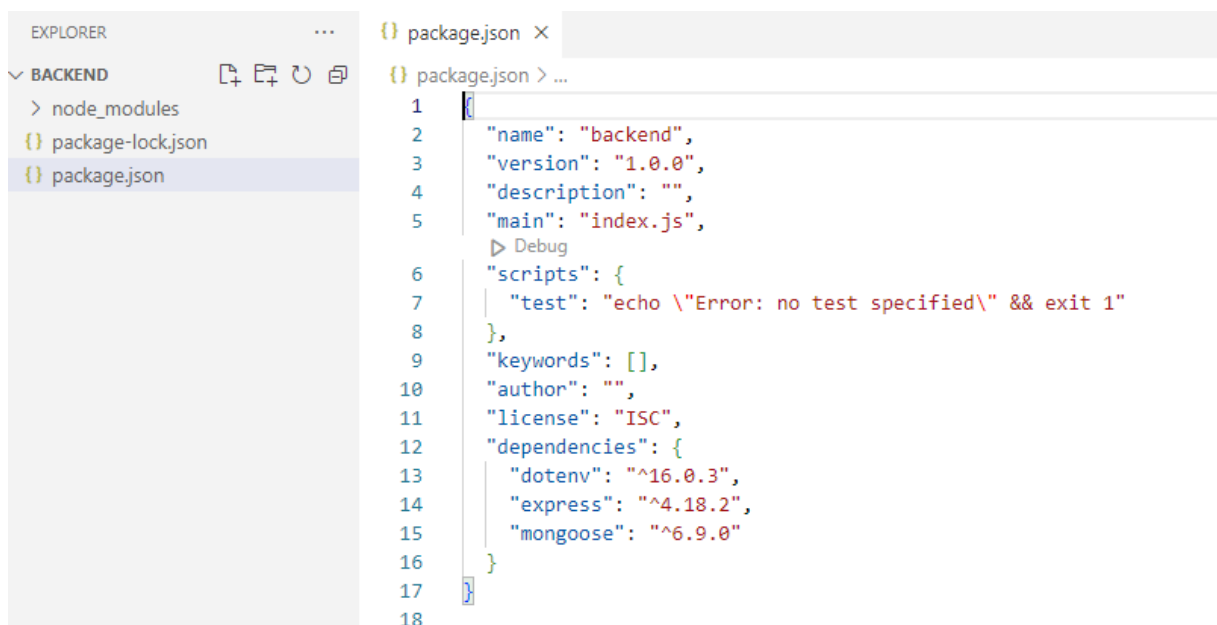 EXPLORER
...
BACKEND
node_modules
{} package-lock.json
{} package.json
{} package.json ×
{} package.json > ...
1 {
2 "name": "backend",
3 "version": "1.0.0",
4 "description": "",
5 "main": "index.js",
Debug
6 "scripts": {
7 "test": "echo \"Error: no test specified\" && exit 1"
8 },
9 "keywords": [],
10 "author": "",
11 "license": "ISC",
12 "dependencies": {
13 "dotenv": "^16.0.3",
14 "express": "^4.18.2",
15 "mongoose": "^6.9.0"
16 }
17 }
18